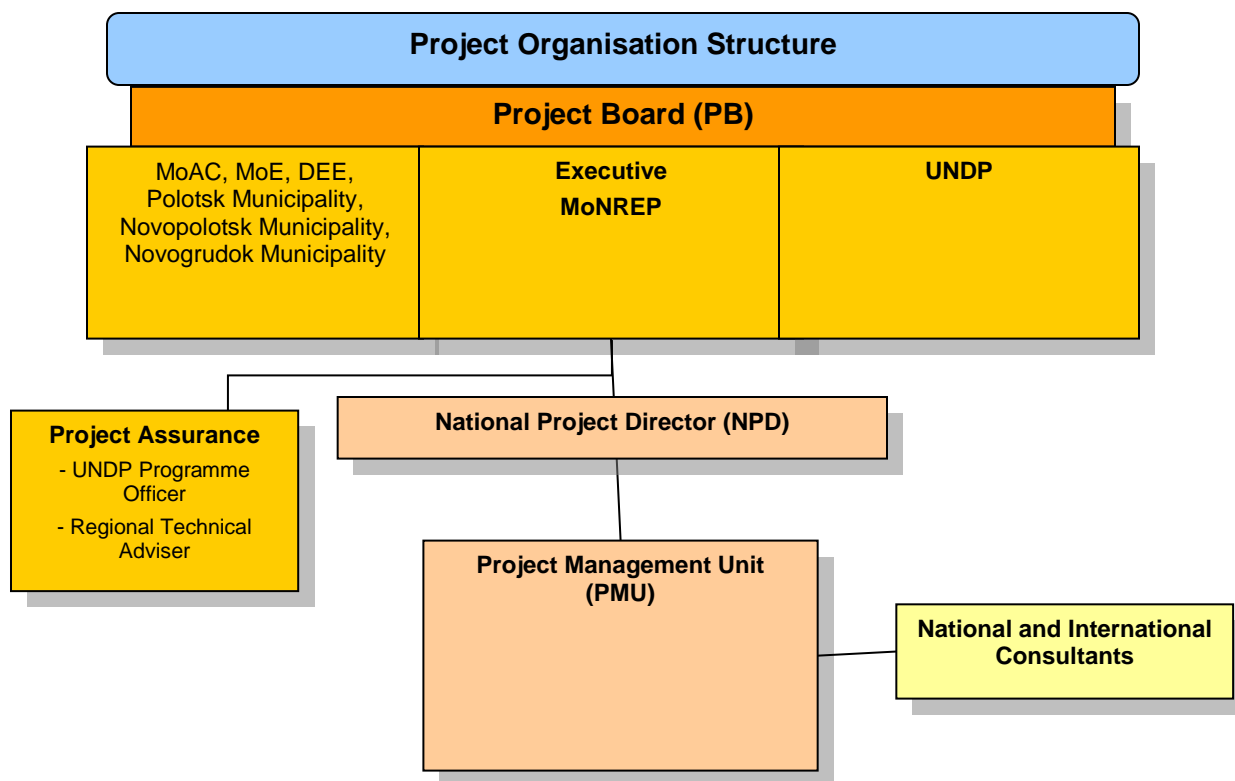 Project Organisation Structure
Project Board (PB)
MoAC, MoE, DEE,
Polotsk Municipality,
Novopolotsk Municipality,
Novogrudok Municipality
Executive
MoNREP
UNDP
Project Assurance
- UNDP Programme
Officer
- Regional Technical
Adviser
National Project Director (NPD)
Project Management Unit
(PMU)
National and International
Consultants